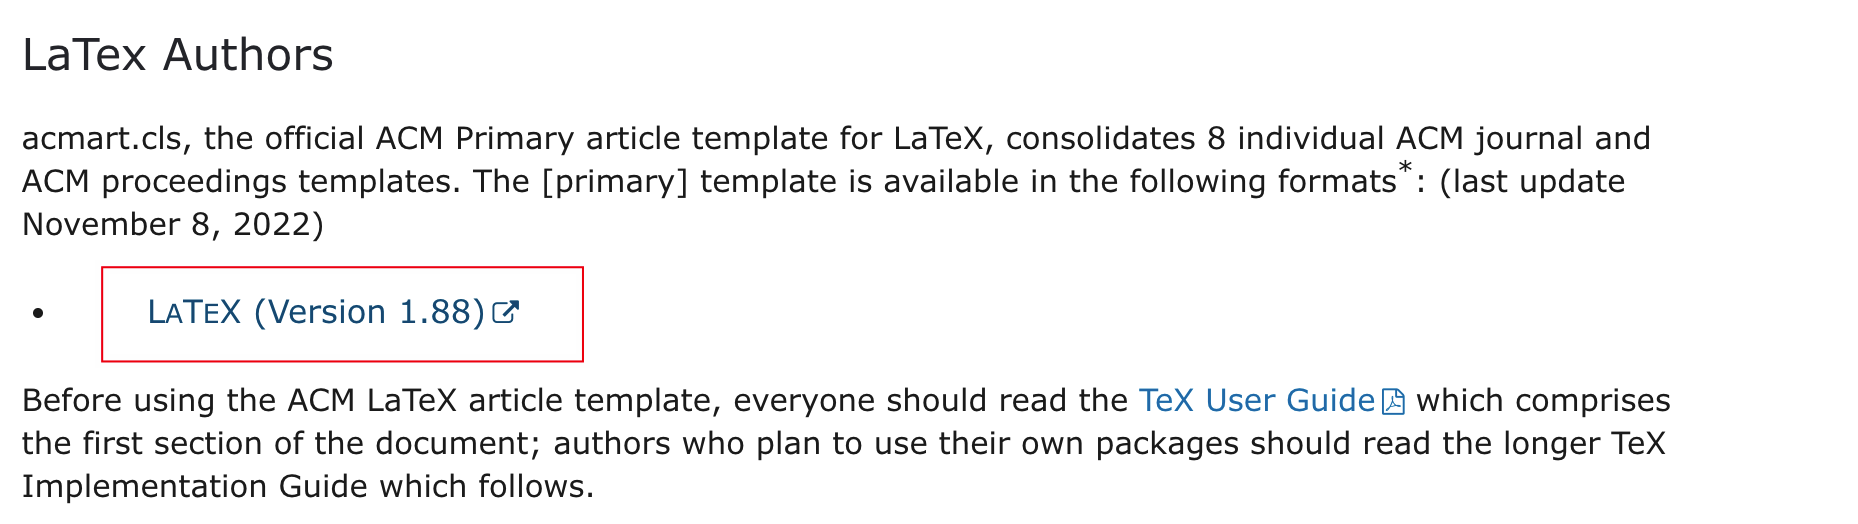 LaTex Authors
acmart.cls, the official ACM Primary article template for LaTeX, consolidates 8 individual ACM journal and
ACM proceedings templates. The [primary] template is available in the following formats*: (last update
November 8, 2022)
• LATEX (Version 1.88)
Before using the ACM LaTeX article template, everyone should read the TeX User Guide which comprises
the first section of the document; authors who plan to use their own packages should read the longer TeX
Implementation Guide which follows.